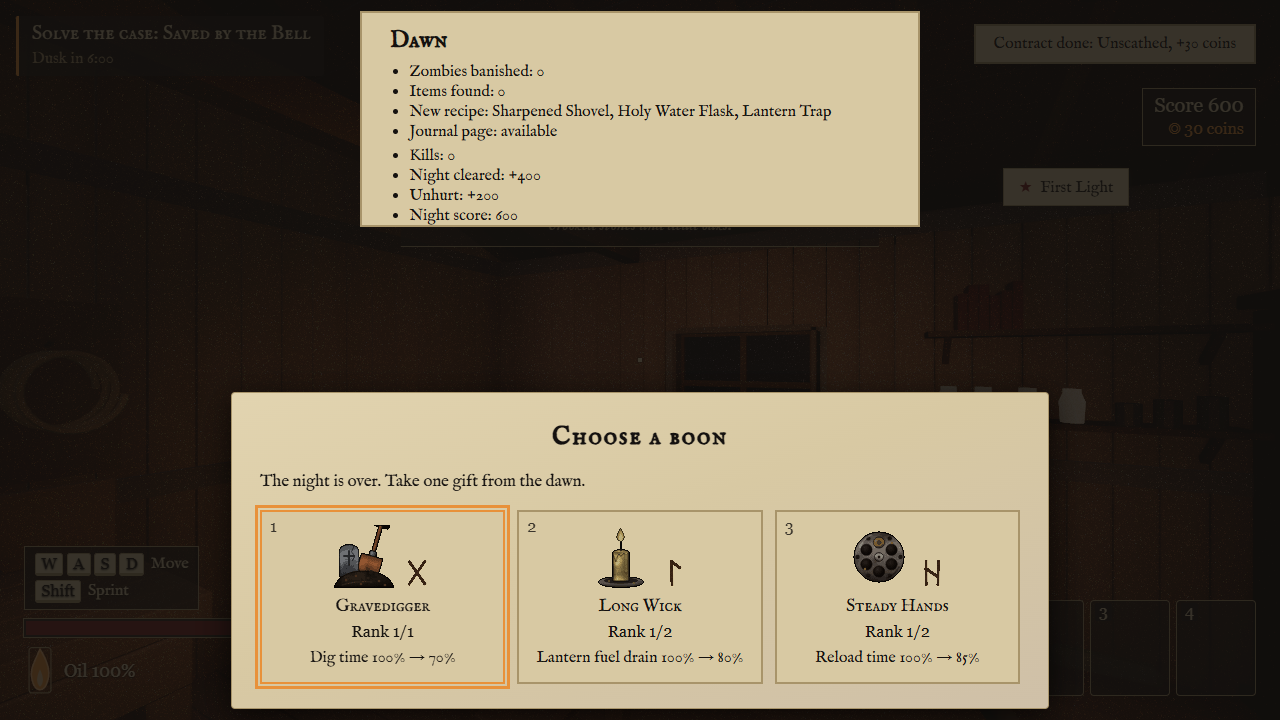 Solve the case: Saved by the Bell
Dusk in 6:00
Dawn
Zombies banished: 0
Items found: 0
New recipe: Sharpened Shovel, Holy Water Flask, Lantern Trap
Journal page: available
Kills: 0
Night cleared: +400
Unhurt: +200
Night score: 600
Contract done: Unscathed, +30 coins
Score 600
30 coins
★ First Light
Choose a boon
The night is over. Take one gift from the dawn.
1
Gravedigger
Rank 1/1
Dig time 100% → 70%
2
Long Wick
Rank 1/2
Lantern fuel drain 100% → 80%
3
Steady Hands
Rank 1/2
Reload time 100% → 85%
W A S D Move
Shift Sprint
Oil 100%
3
4